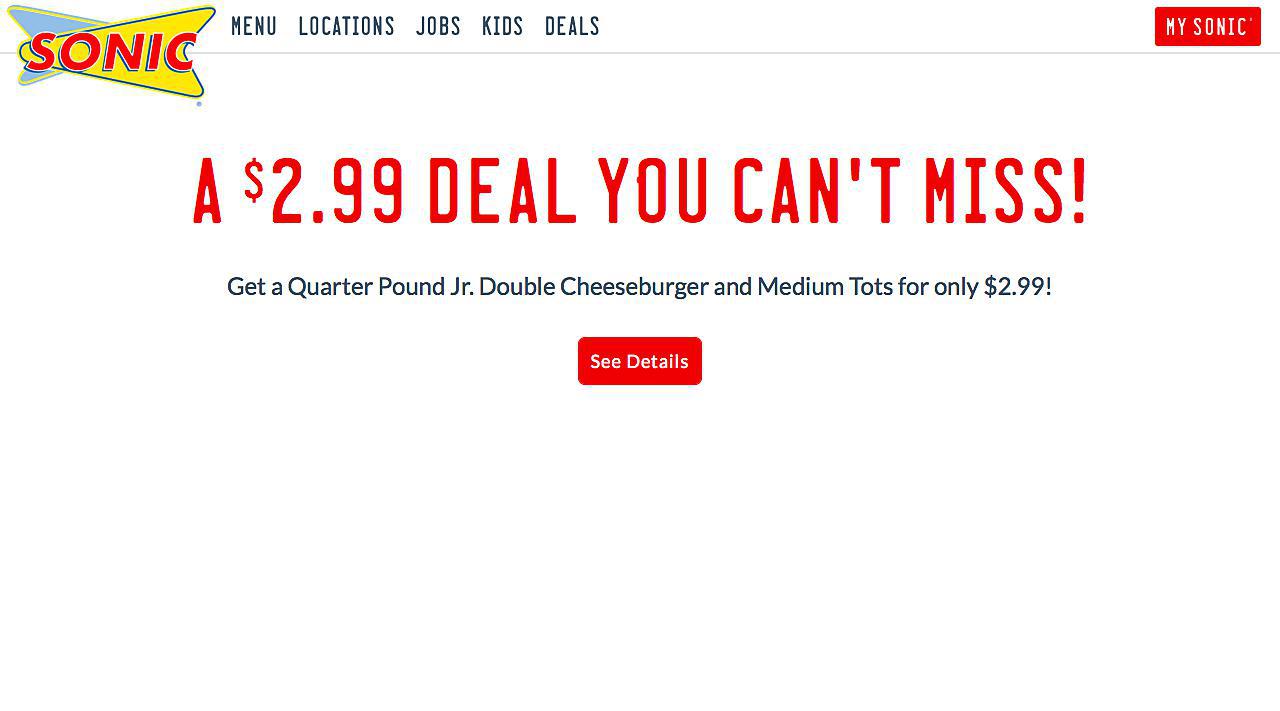 SONIC
MENU LOCATIONS JOBS KIDS DEALS
MY SONIC
A $2.99 DEAL YOU CAN'T MISS!
Get a Quarter Pound Jr. Double Cheeseburger and Medium Tots for only $2.99!
See Details